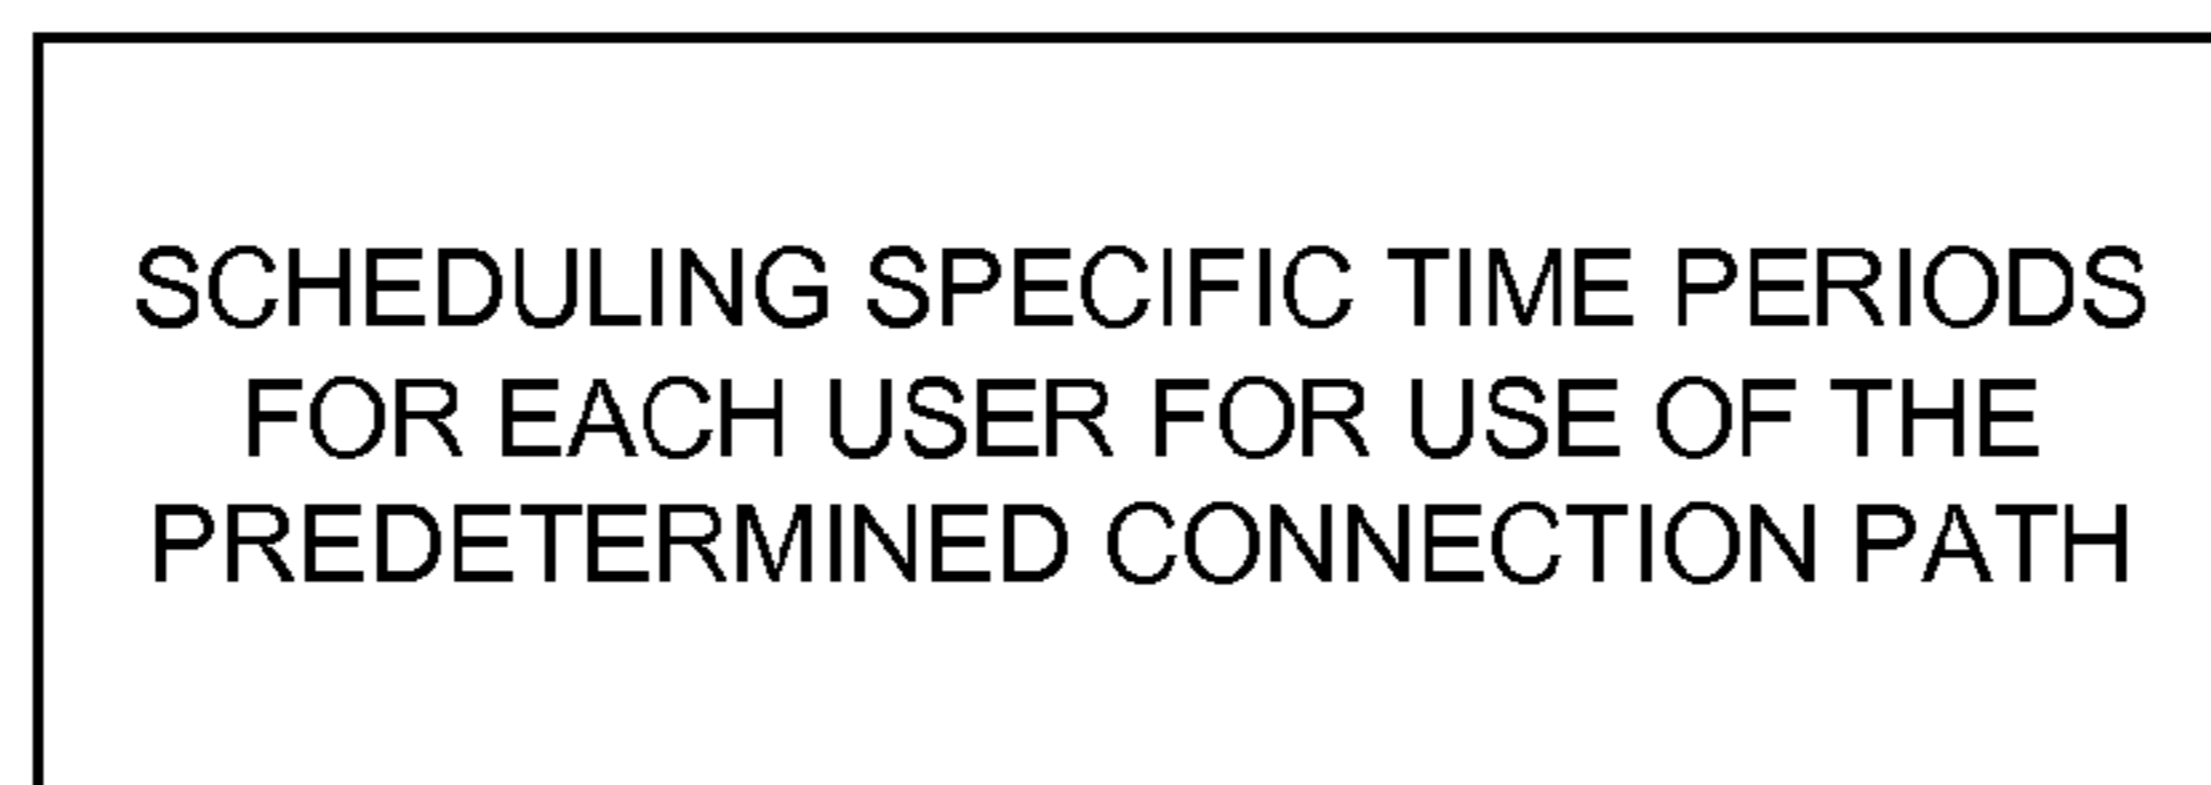 SCHEDULING SPECIFIC TIME PERIODS
FOR EACH USER FOR USE OF THE
PREDETERMINED CONNECTION PATH